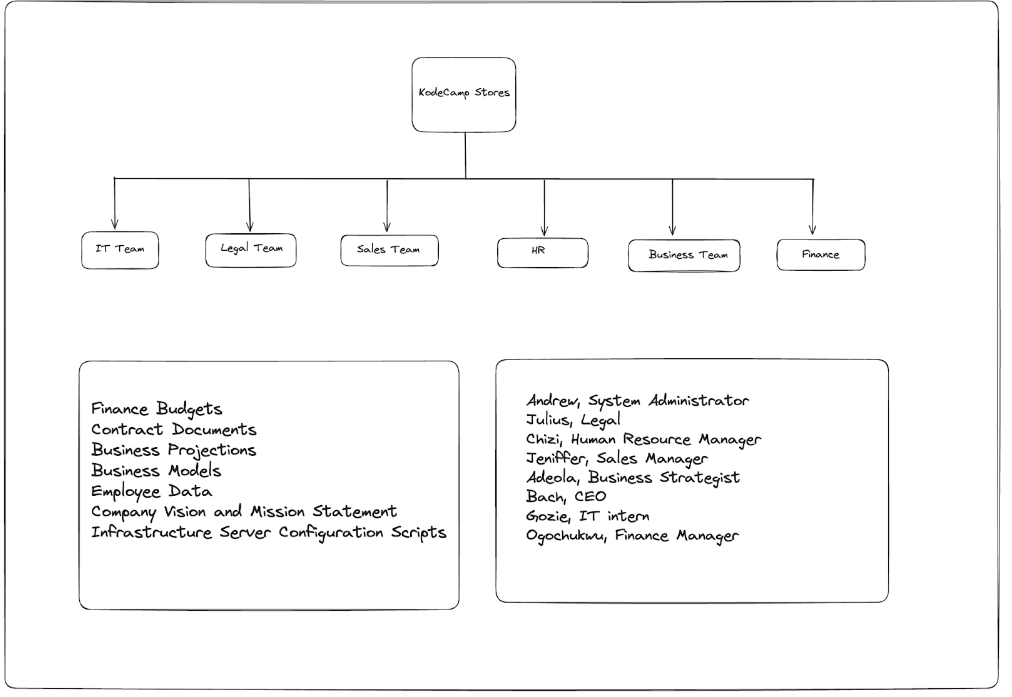 KodeCamp Stores
IT Team
Legal Team
Sales Team
HR
Business Team
Finance
Finance Budgets
Contract Documents
Business Projections
Business Models
Employee Data
Company Vision and Mission Statement
Infrastructure Server Configuration Scripts
Andrew, System Administrator
Julius, Legal
Chizi, Human Resource Manager
Jeniffer, Sales Manager
Adeola, Business Strategist
Bach, CEO
Gozie, IT intern
Ogochukwu, Finance Manager